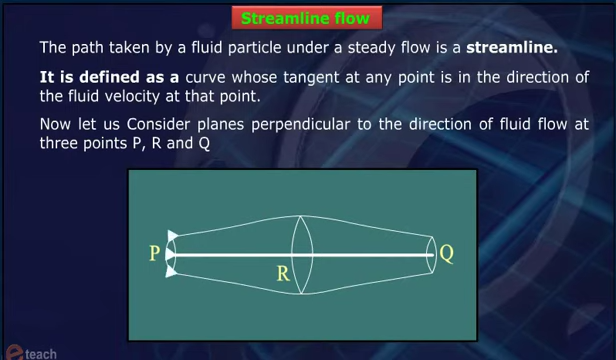 Streamline flow
The path taken by a fluid particle under a steady flow is a streamline.
It is defined as a curve whose tangent at any point is in the direction of
the fluid velocity at that point.
Now let us Consider planes perpendicular to the direction of fluid flow at
three points P, R and Q
P
Q
R
e teach